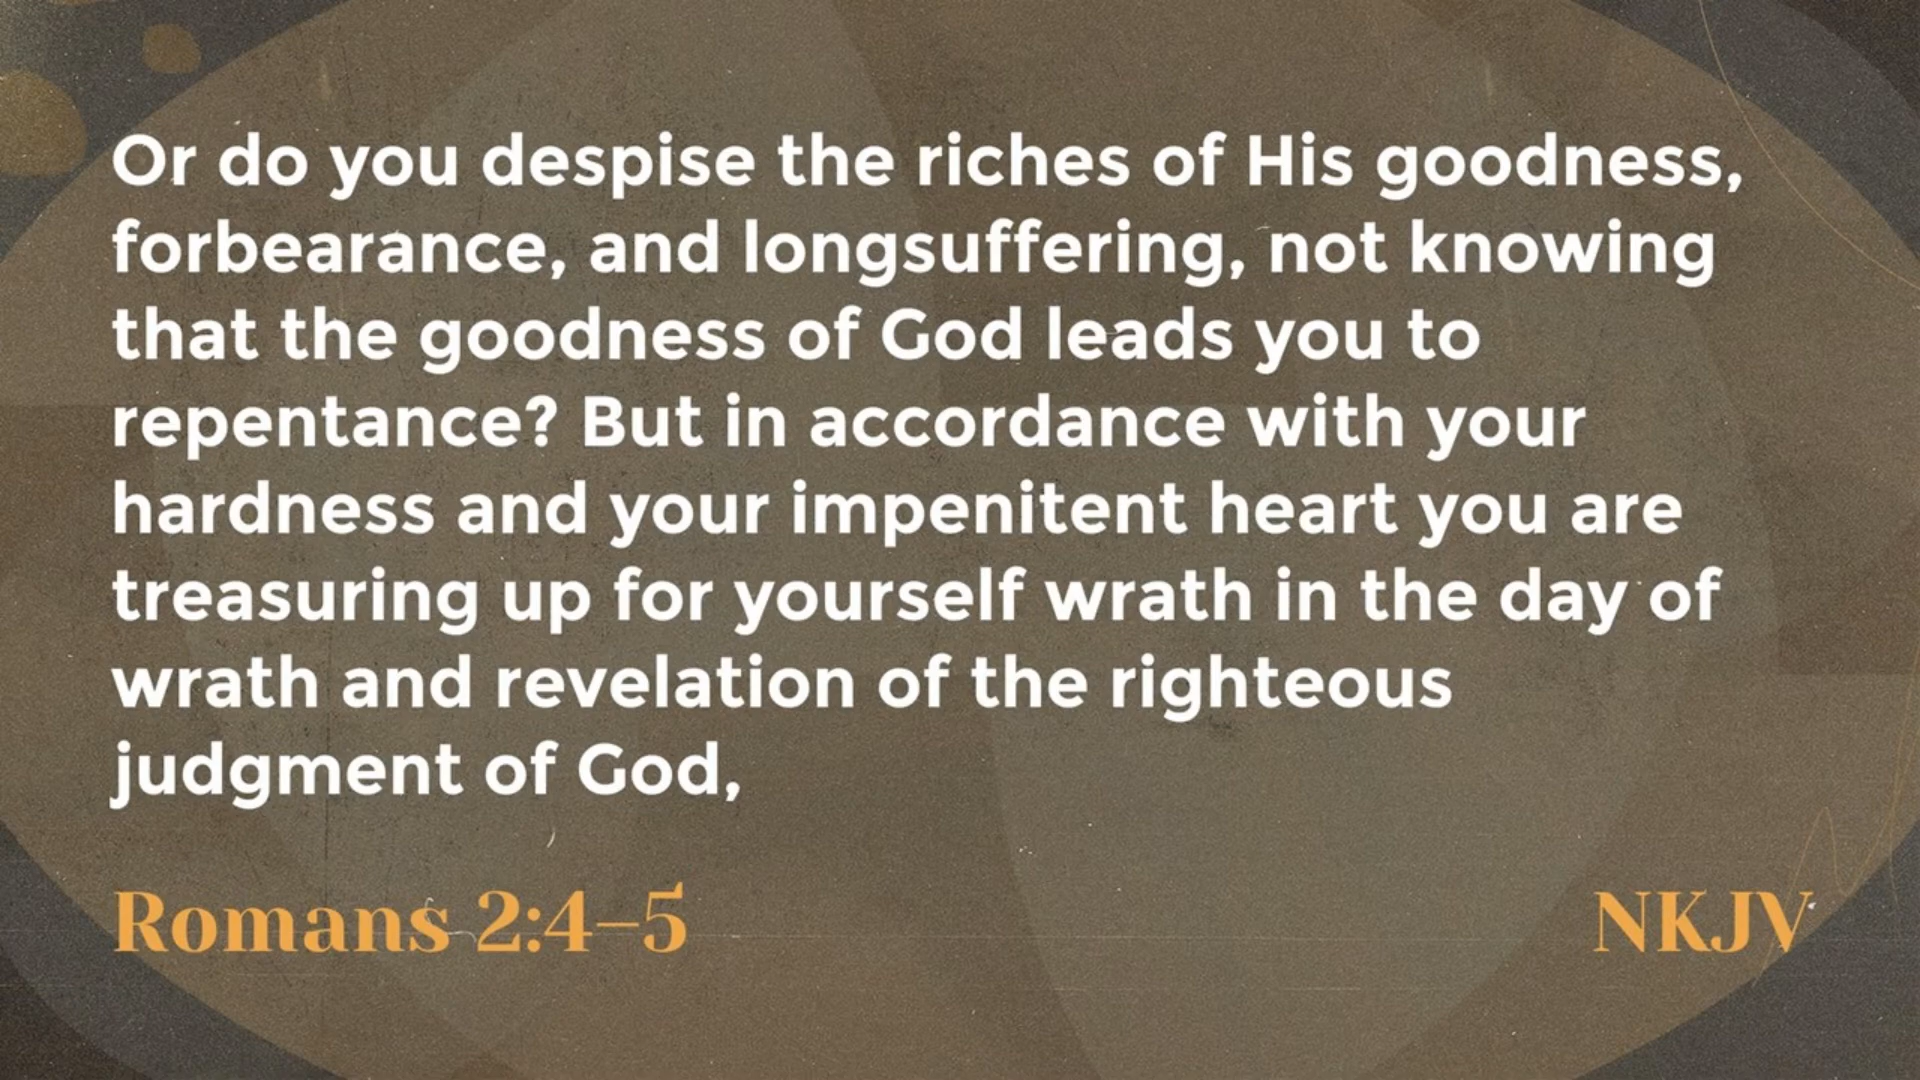 Or do you despise the riches of His goodness,
forbearance, and longsuffering, not knowing
that the goodness of God leads you to
repentance? But in accordance with your
hardness and your impenitent heart you are
treasuring up for yourself wrath in the day of
wrath and revelation of the righteous
judgment of God,
Romans 2:4–5
NKJV